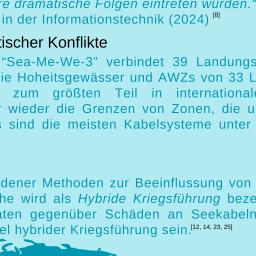 re dramatische Folgen eintreten würden.“
in der Informationstechnik (2024) [8]
tischer Konflikte
“Sea-Me-We-3” verbindet 39 Landungs
ie Hoheitsgewässer und AWZs von 33 L
zum größten Teil in internationale
r wieder die Grenzen von Zonen, die u
s sind die meisten Kabelsysteme unter
dener Methoden zur Beeinflussung von
he wird als Hybride Kriegsführung beze
aten gegenüber Schäden an Seekabeln
el hybrider Kriegsführung sein.[12, 14, 23, 25]